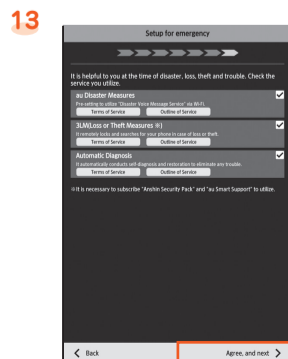 13
Setup for emergency
It is helpful to you at the time of disaster, loss, theft and trouble. Check the
service you utilize.
au Disaster Measures
Pre-setting to utilize "Disaster Voice Message Service" via Wi-Fi.
Terms of Service Outline of Service
3LM(Loss or Theft Measures ※)
It remotely locks and searches for your phone in case of loss or theft.
Terms of Service Outline of Service
Automatic Diagnosis
It automatically conducts self-diagnosis and restoration to eliminate any trouble.
Terms of Service Outline of Service
※It is necessary to subscribe "Anshin Security Pack" and "au Smart Support" to utilize.
Back Agree, and next